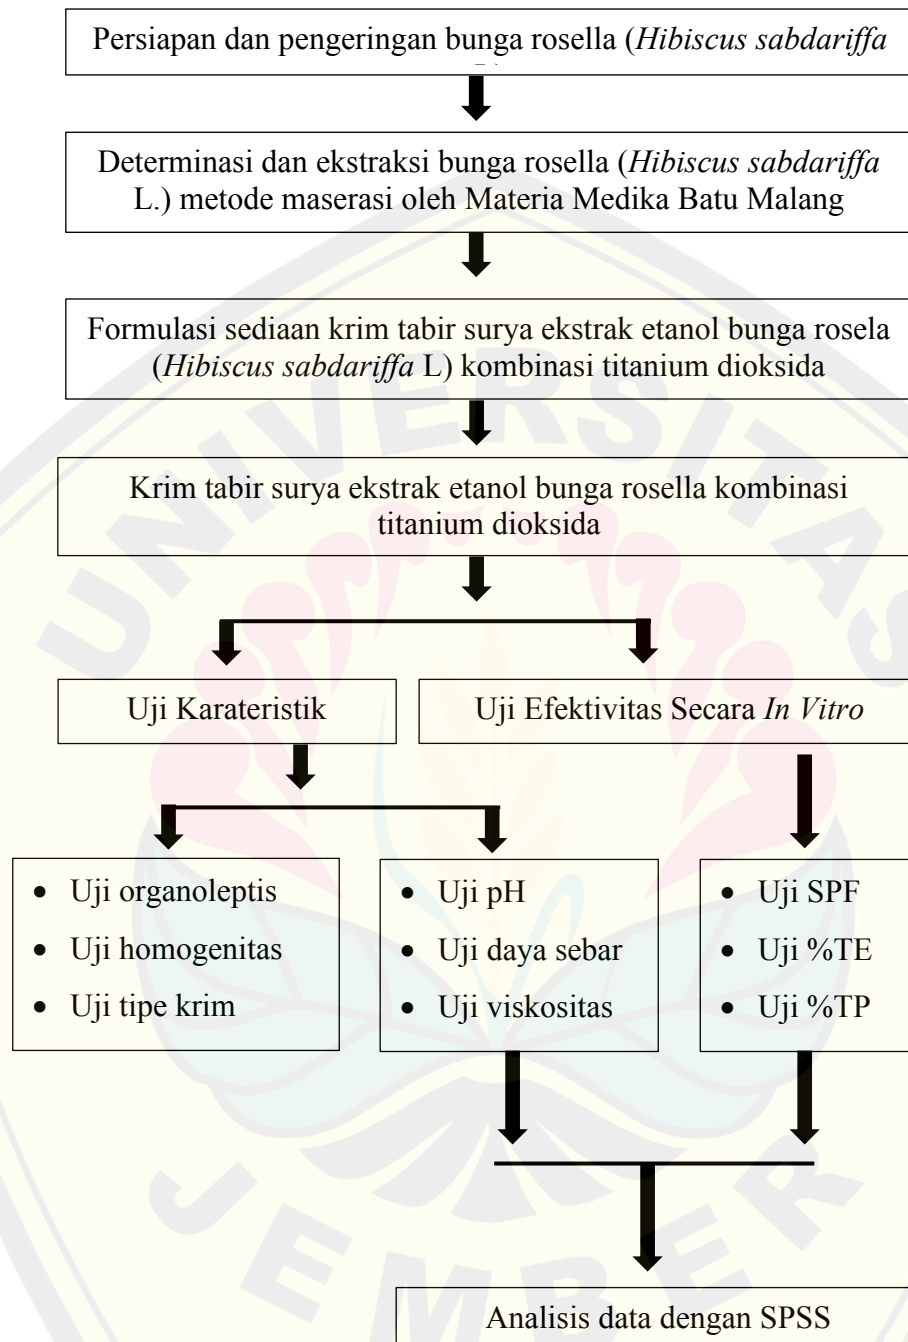 Persiapan dan pengeringan bunga rosella (Hibiscus sabdariffa
Determinasi dan ekstraksi bunga rosella (Hibiscus sabdariffa
L.) metode maserasi oleh Materia Medika Batu Malang
Formulasi sediaan krim tabir surya ekstrak etanol bunga rosela
(Hibiscus sabdariffa L) kombinasi titanium dioksida
Krim tabir surya ekstrak etanol bunga rosella kombinasi
titanium dioksida
Uji Karateristik
Uji Efektivitas Secara In Vitro
• Uji organoleptis
• Uji homogenitas
• Uji tipe krim
• Uji pH
• Uji daya sebar
• Uji viskositas
• Uji SPF
• Uji %TE
• Uji %TP
Analisis data dengan SPSS
UNIVERSITAS
JEMBER